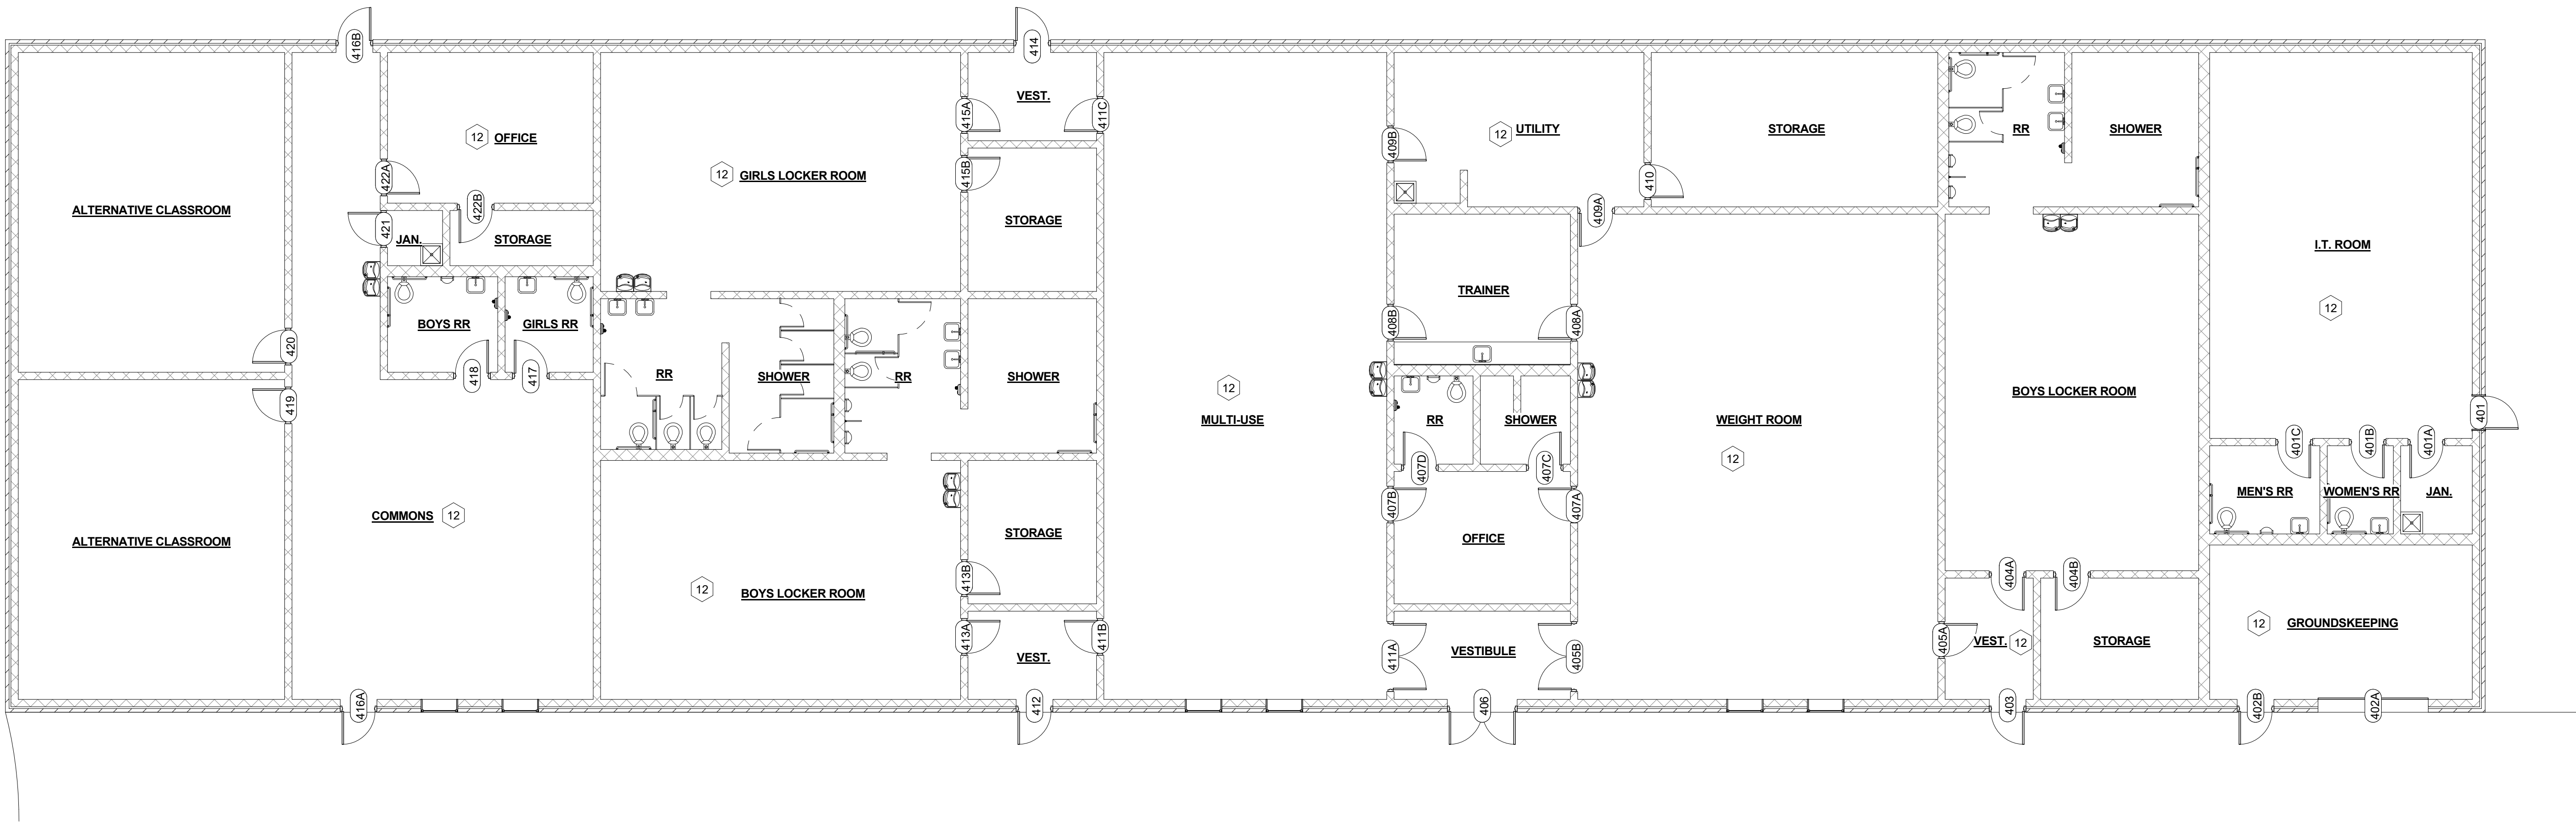 416B
414
VEST.
415A
411C
12 OFFICE
409B
12 UTILITY
STORAGE
RR
SHOWER
422A
415B
12 GIRLS LOCKER ROOM
410
ALTERNATIVE CLASSROOM
422B
409A
421
JAN.
STORAGE
STORAGE
I.T. ROOM
TRAINER
12
BOYS RR
GIRLS RR
408B
408A
420
418
417
RR
SHOWER
RR
SHOWER
12
MULTI-USE
BOYS LOCKER ROOM
419
RR
SHOWER
WEIGHT ROOM
12
401
401C
401B
401A
407D
407C
MEN'S RR
WOMEN'S RR
JAN.
407B
407A
COMMONS 12
ALTERNATIVE CLASSROOM
STORAGE
OFFICE
413B
12
BOYS LOCKER ROOM
404A
404B
12
GROUNDSKEEPING
413A
411B
VEST.
411A
VESTIBULE
405B
405A
VEST. 12
STORAGE
416A
412
406
403
402B
402A